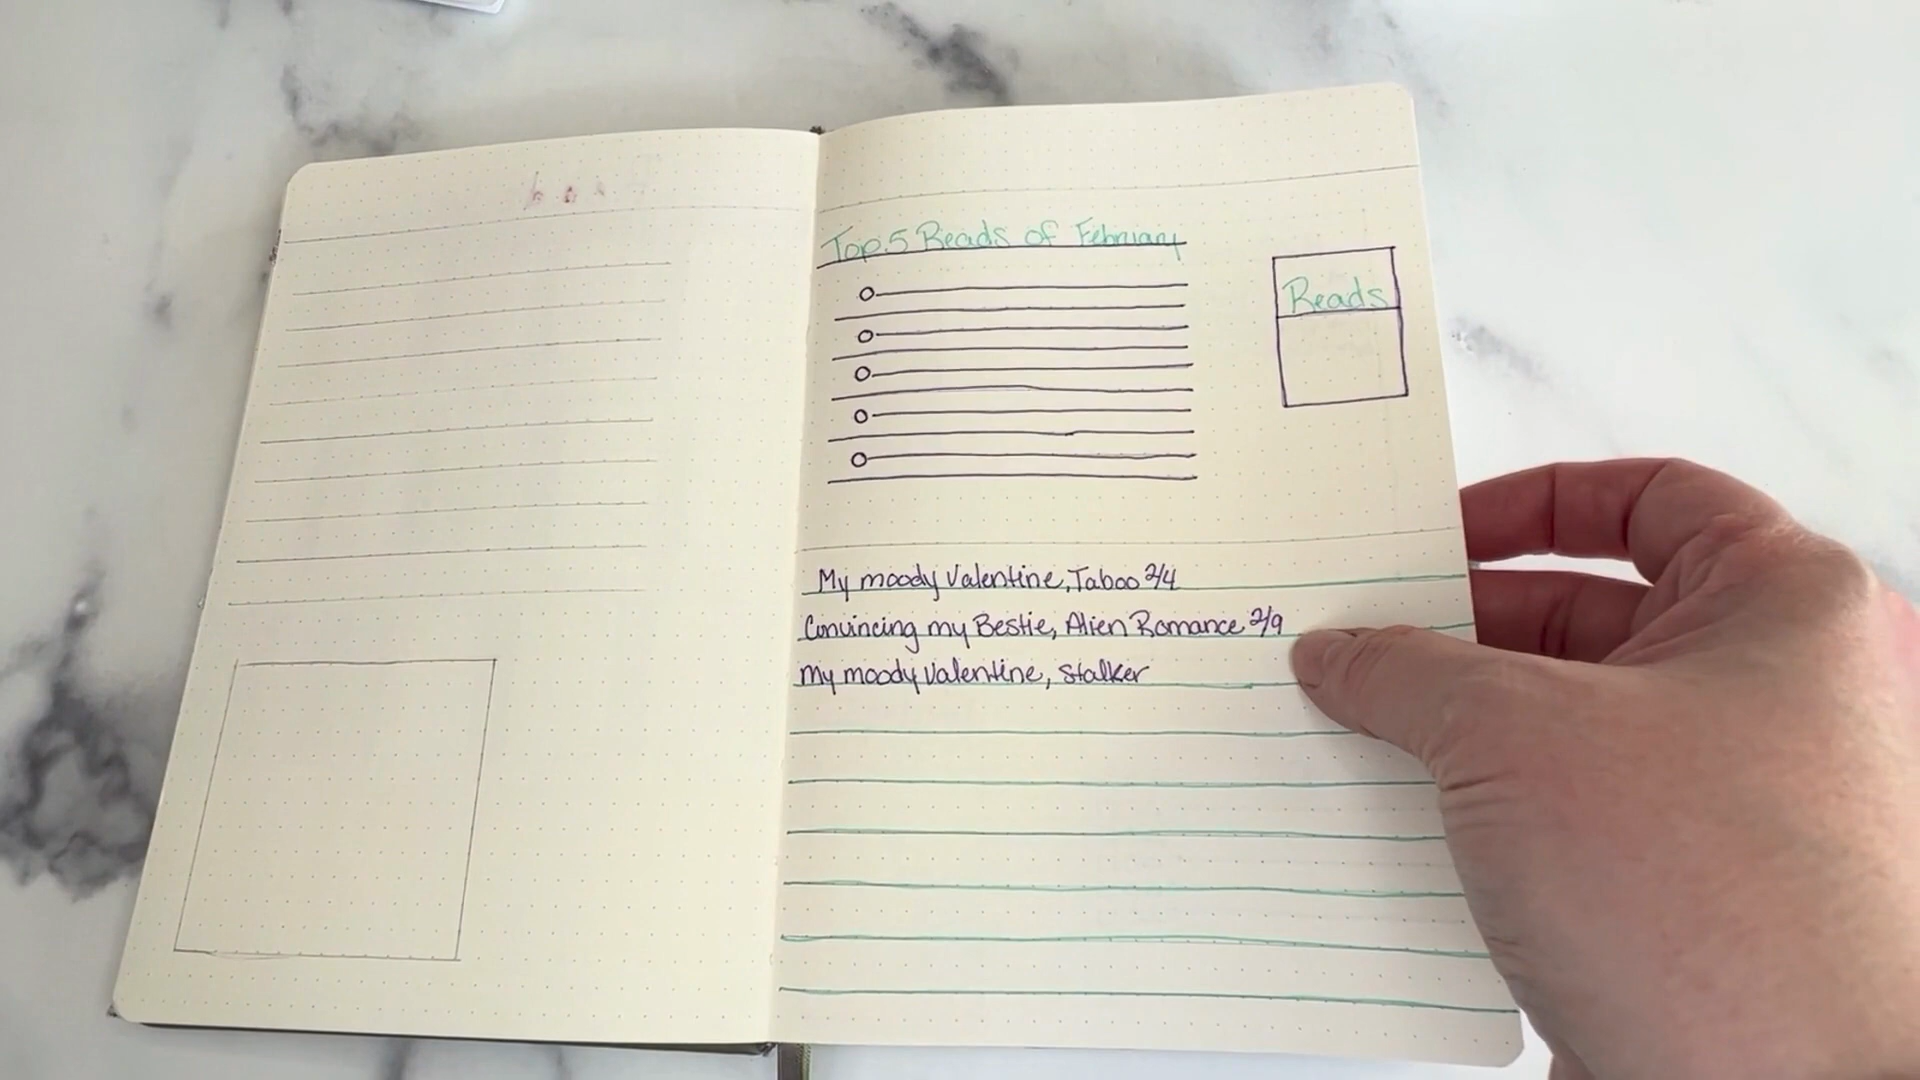 Top 5 Reads of February
Reads
My moody Valentine, Taboo 2/4
Convincing my Bestie, Alien Romance 2/9
My moody Valentine, Stalker